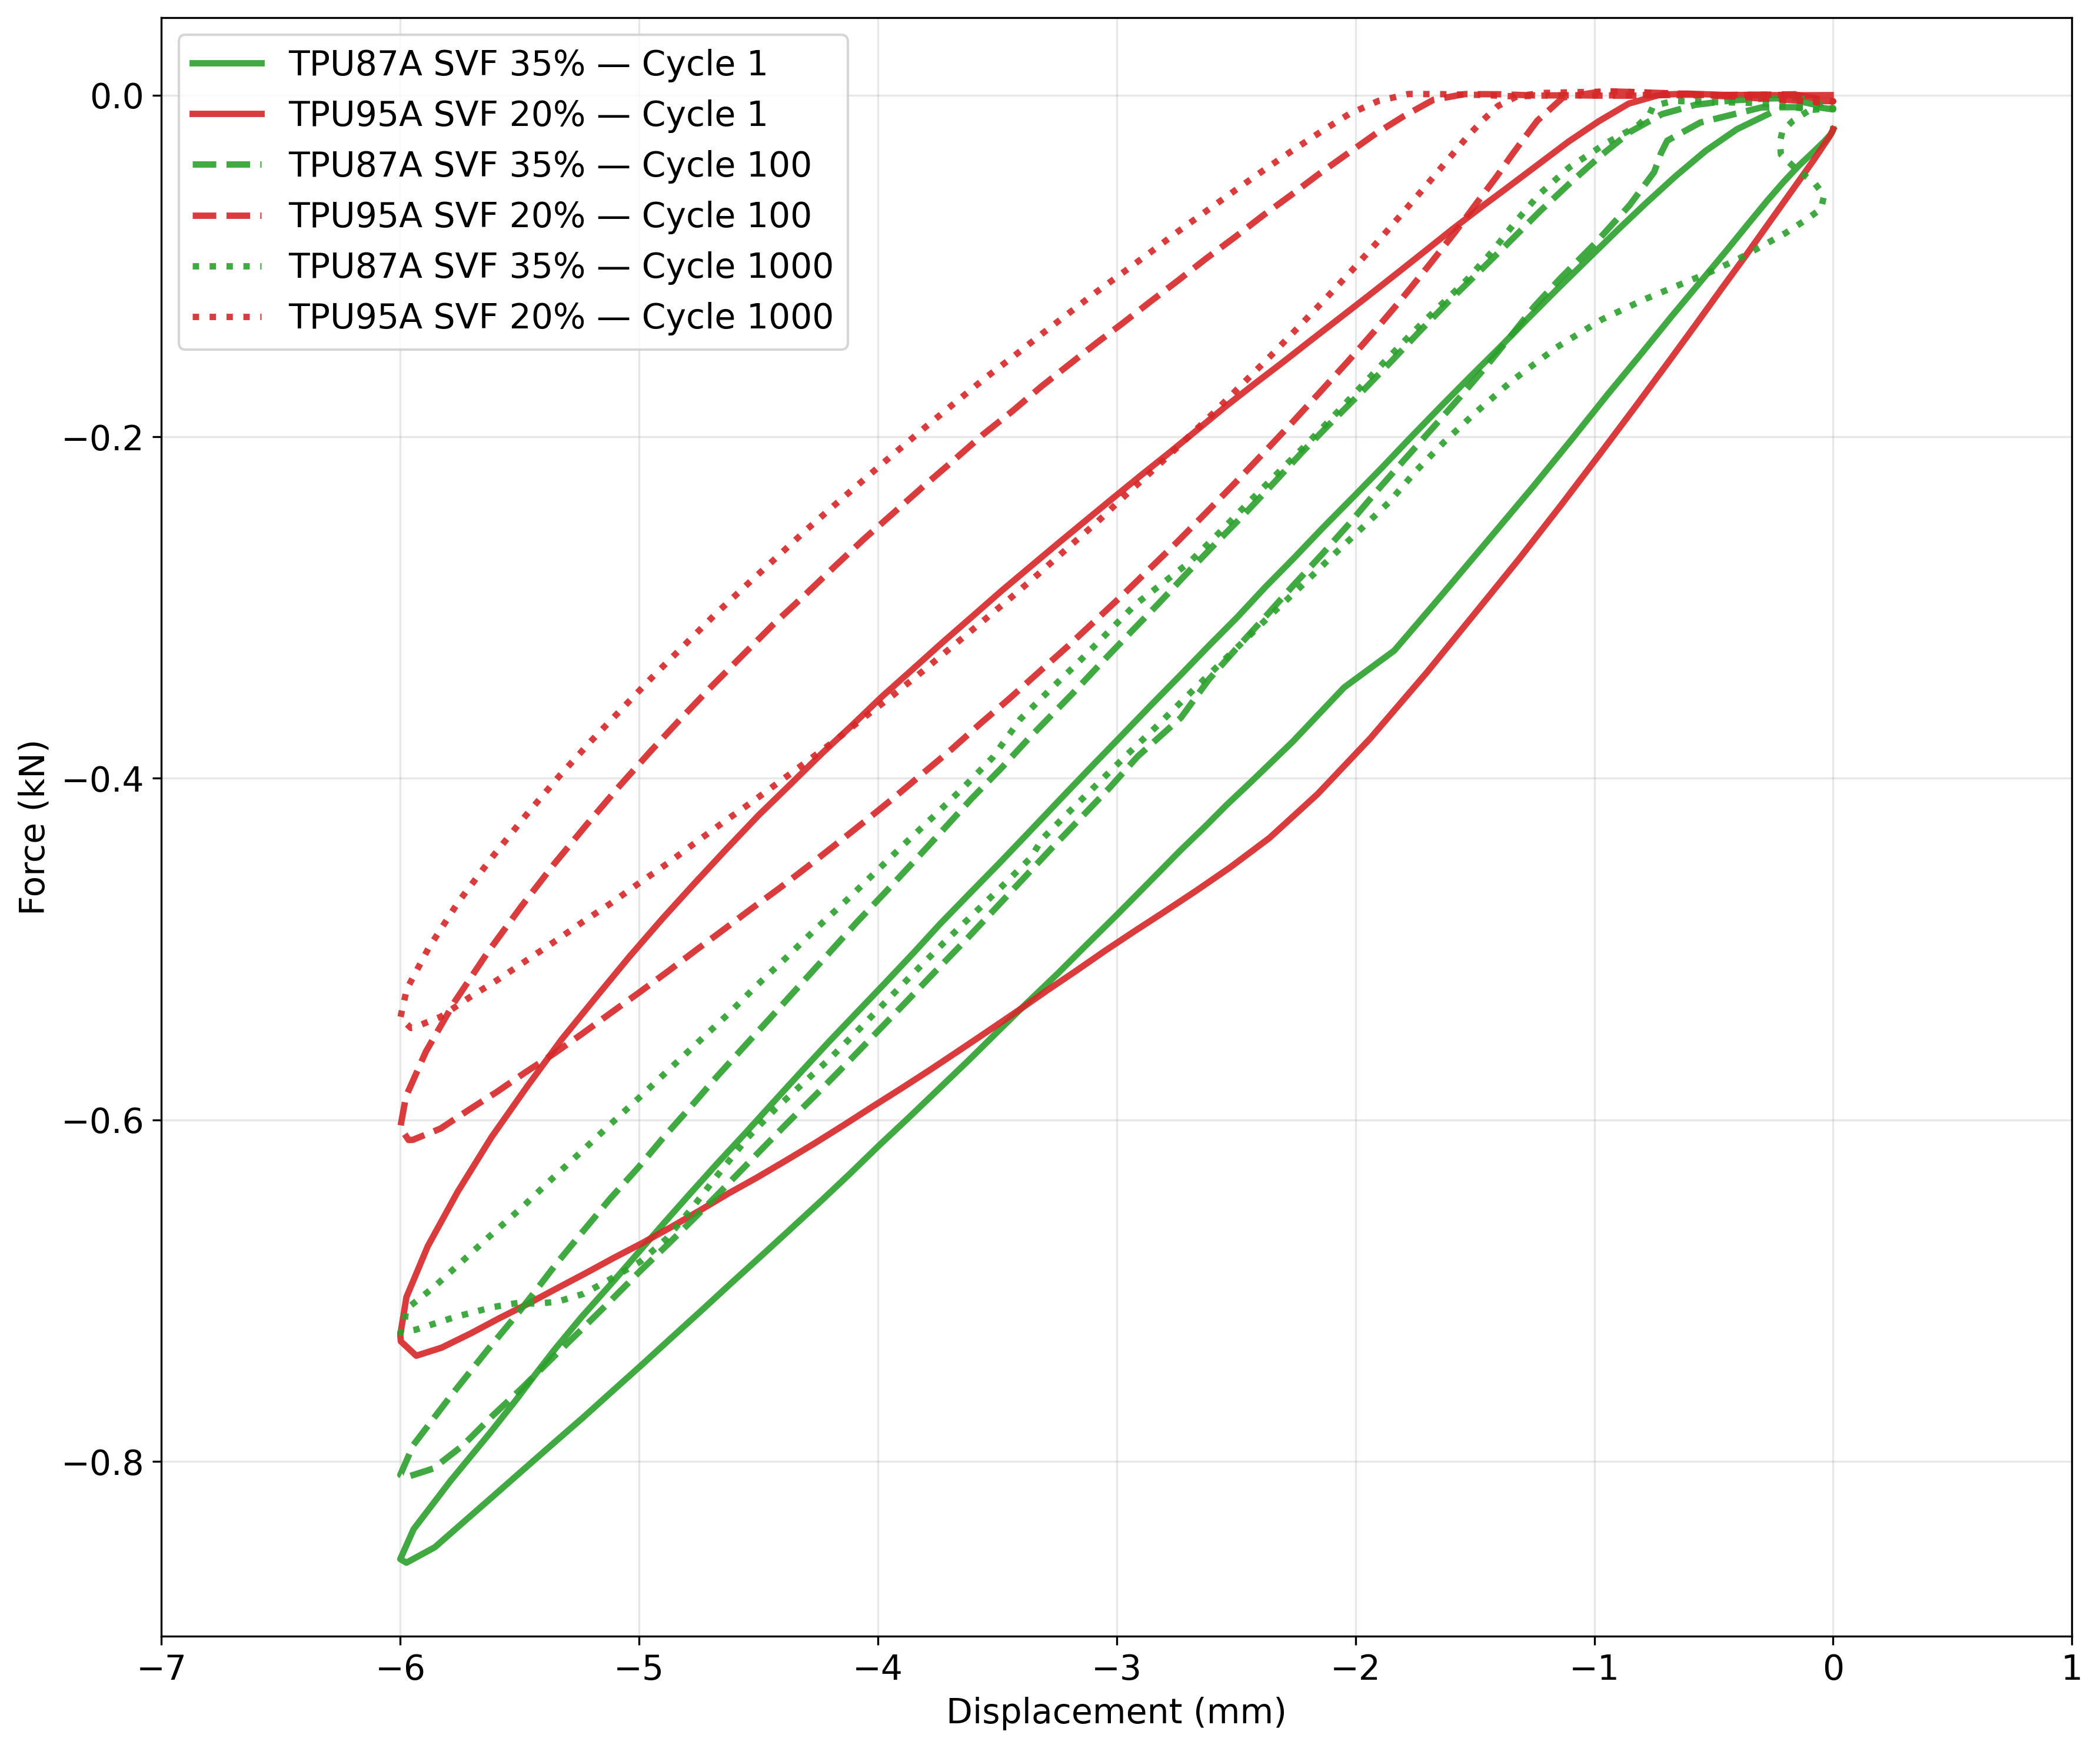 TPU87A SVF 35% — Cycle 1
TPU95A SVF 20% — Cycle 1
TPU87A SVF 35% — Cycle 100
TPU95A SVF 20% — Cycle 100
TPU87A SVF 35% — Cycle 1000
TPU95A SVF 20% — Cycle 1000
0.0
−0.2
−0.4
−0.6
−0.8
Force (kN)
−7 −6 −5 −4 −3 −2 −1 0 1
Displacement (mm)